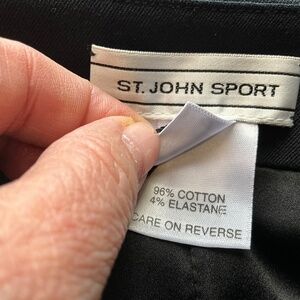 ST. JOHN SPORT
96% COTTON
4% ELASTANE
CARE ON REVERSE